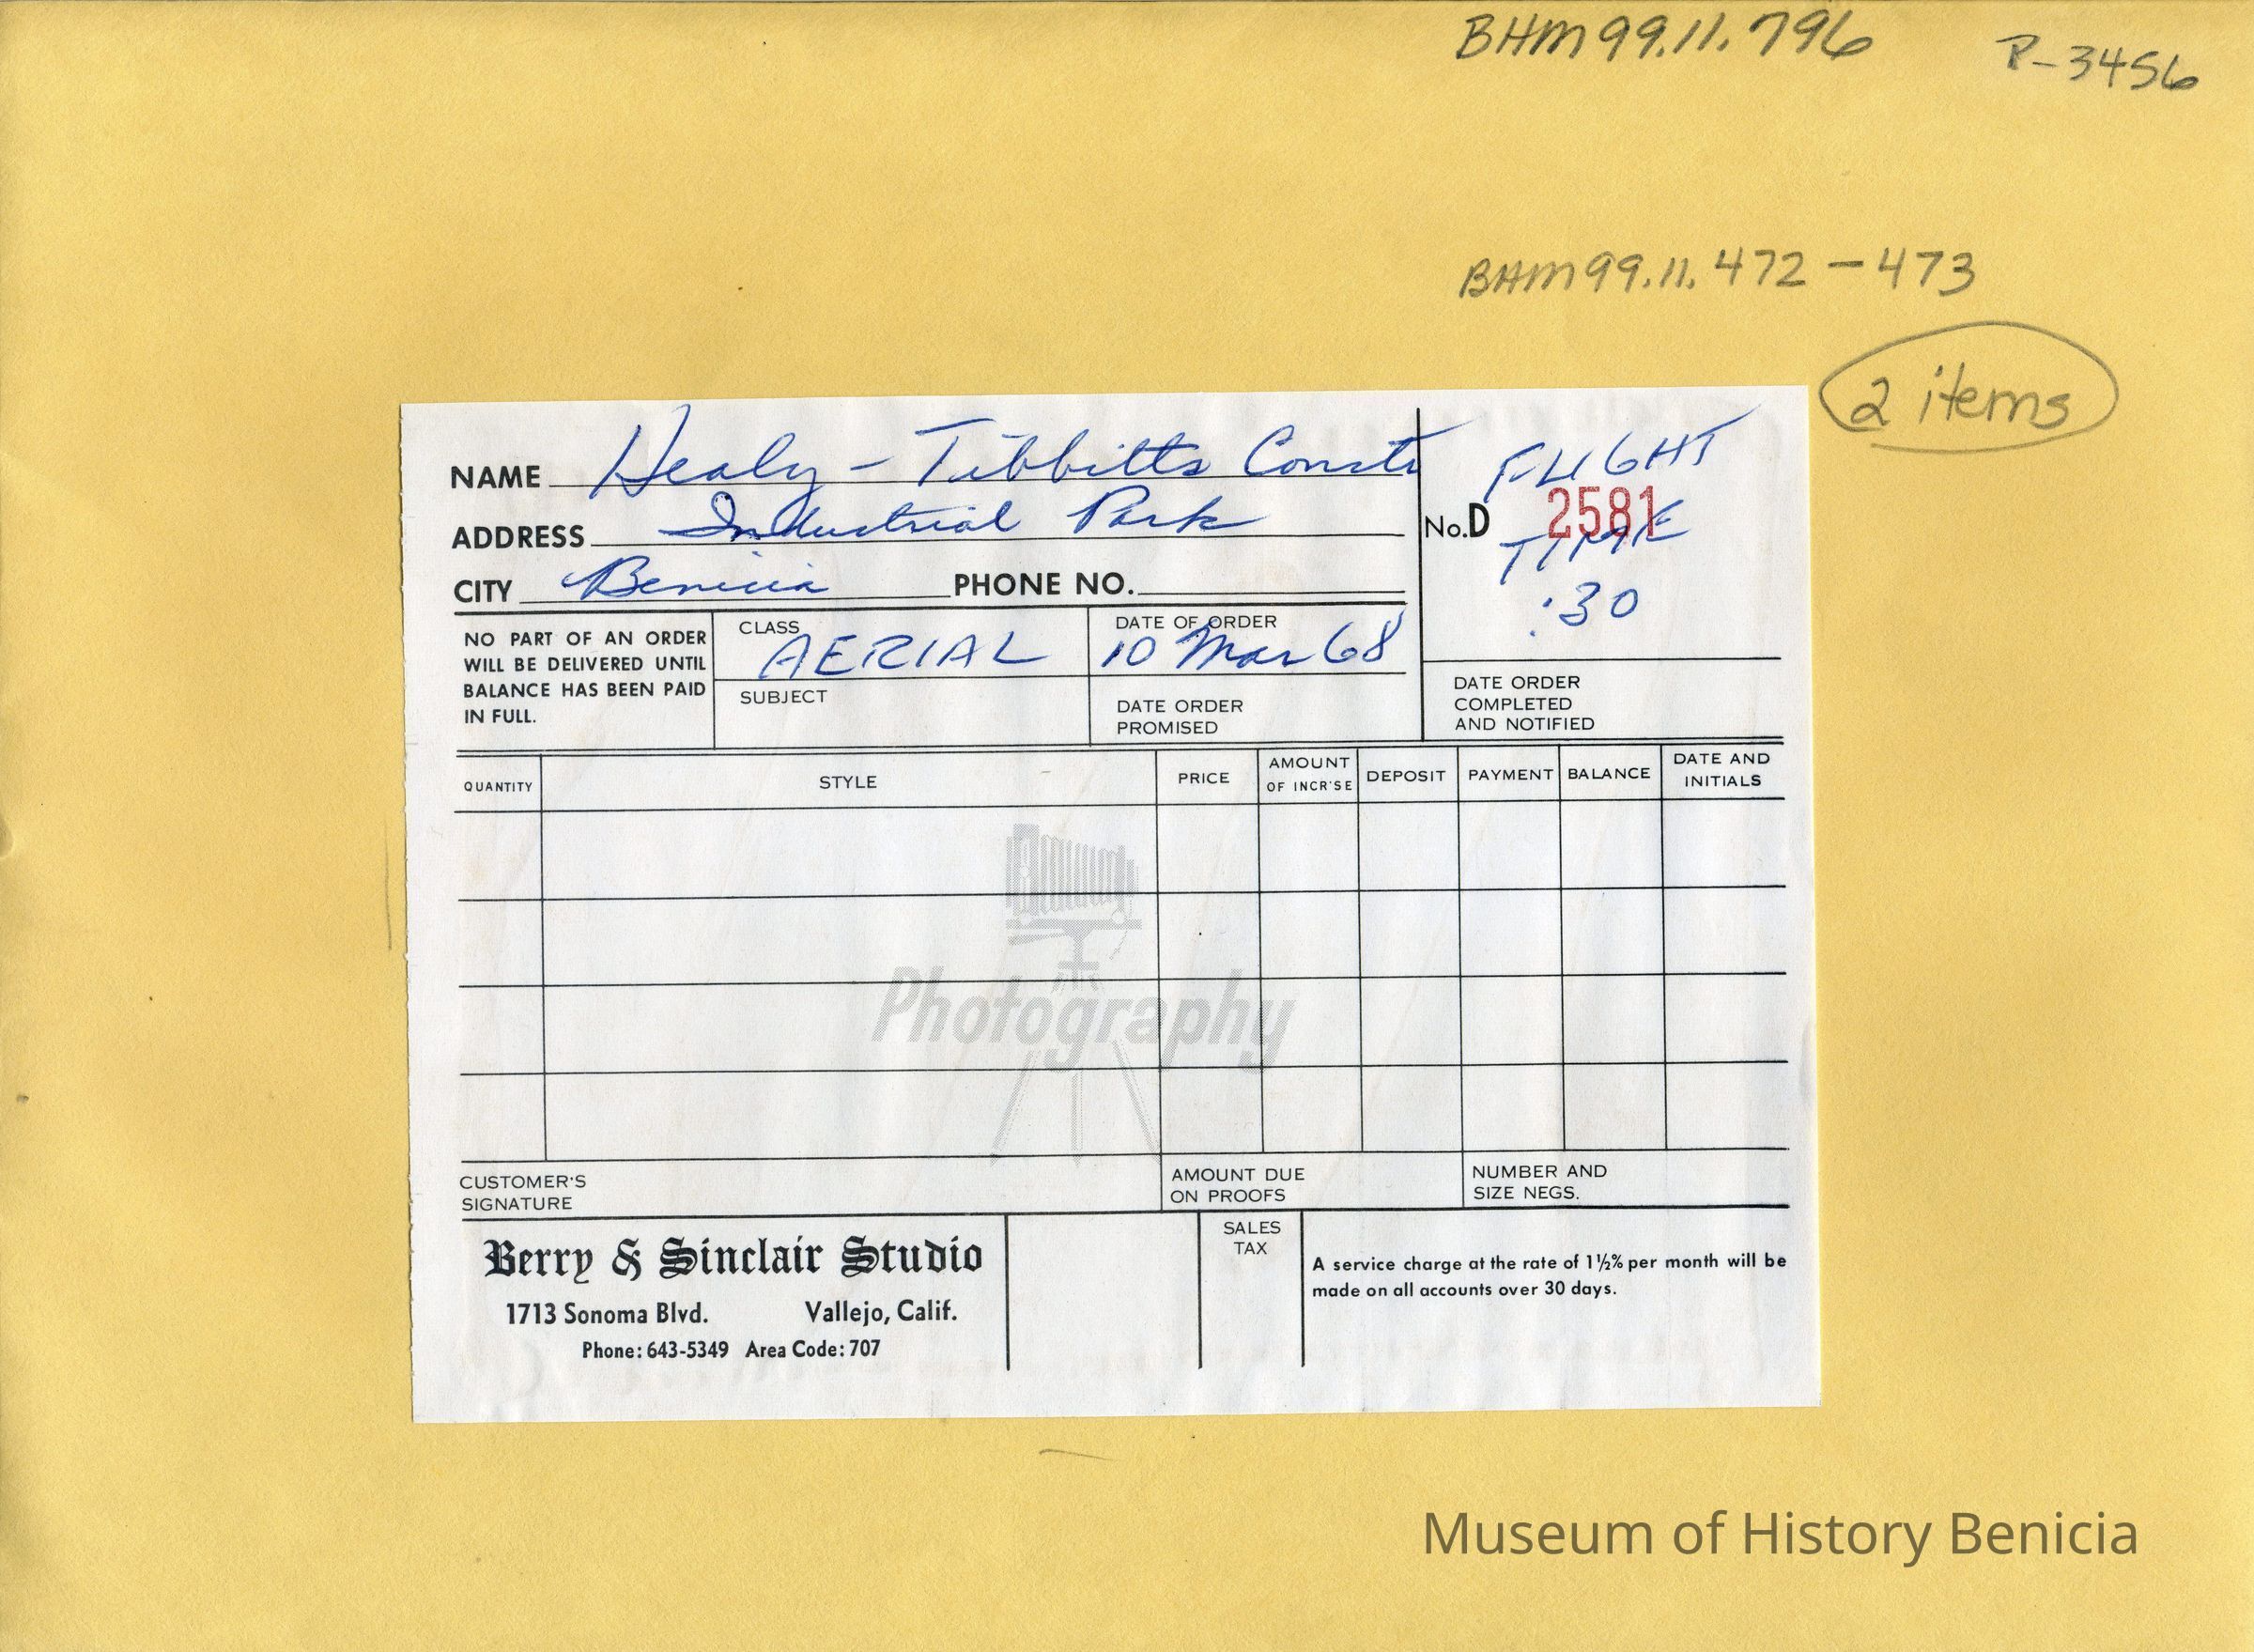 BHM99.11.796
P-3456
BHM99.11.472-473
2 items
NAME Healy-Tibbitts Constr
ADDRESS Industrial Park
CITY Benicia PHONE NO.
FLIGHT
No.D 2581
TIME
:30
NO PART OF AN ORDER
WILL BE DELIVERED UNTIL
BALANCE HAS BEEN PAID
IN FULL.
CLASS
AERIAL
SUBJECT
DATE OF ORDER
10 Mar 68
DATE ORDER
PROMISED
DATE ORDER
COMPLETED
AND NOTIFIED
QUANTITY
STYLE
PRICE
AMOUNT
OF INCR'SE
DEPOSIT
PAYMENT
BALANCE
DATE AND
INITIALS
Photography
CUSTOMER'S
SIGNATURE
AMOUNT DUE
ON PROOFS
NUMBER AND
SIZE NEGS.
Berry & Sinclair Studio
1713 Sonoma Blvd. Vallejo, Calif.
Phone: 643-5349 Area Code: 707
SALES
TAX
A service charge at the rate of 1½% per month will be
made on all accounts over 30 days.
Museum of History Benicia